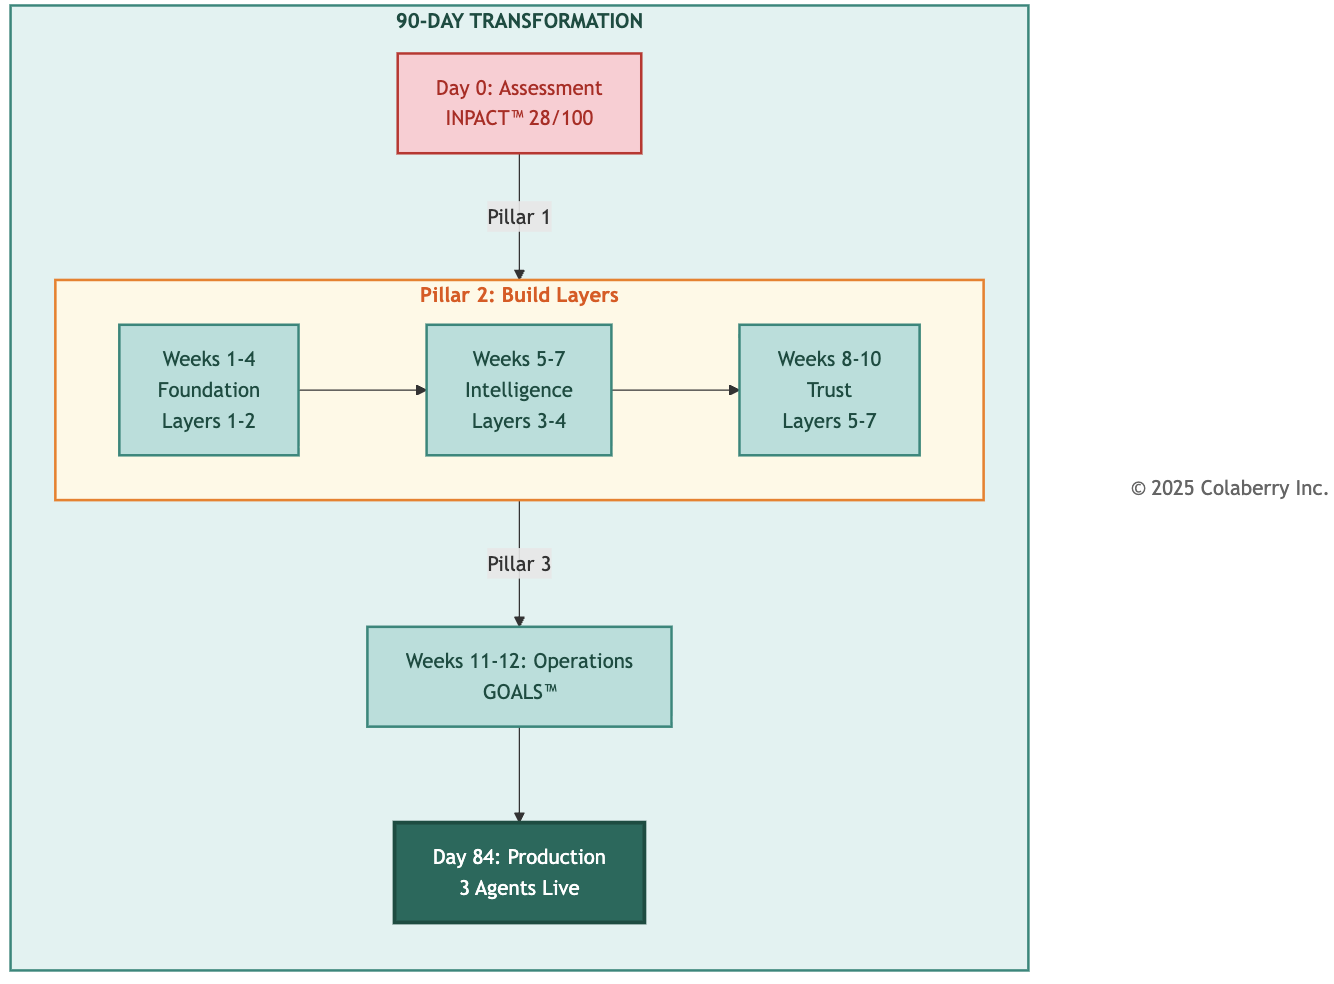 90-DAY TRANSFORMATION
Day 0: Assessment
INPACT™ 28/100
Pillar 1
Pillar 2: Build Layers
Weeks 1-4
Foundation
Layers 1-2
Weeks 5-7
Intelligence
Layers 3-4
Weeks 8-10
Trust
Layers 5-7
Pillar 3
Weeks 11-12: Operations
GOALS™
Day 84: Production
3 Agents Live
© 2025 Colaberry Inc.